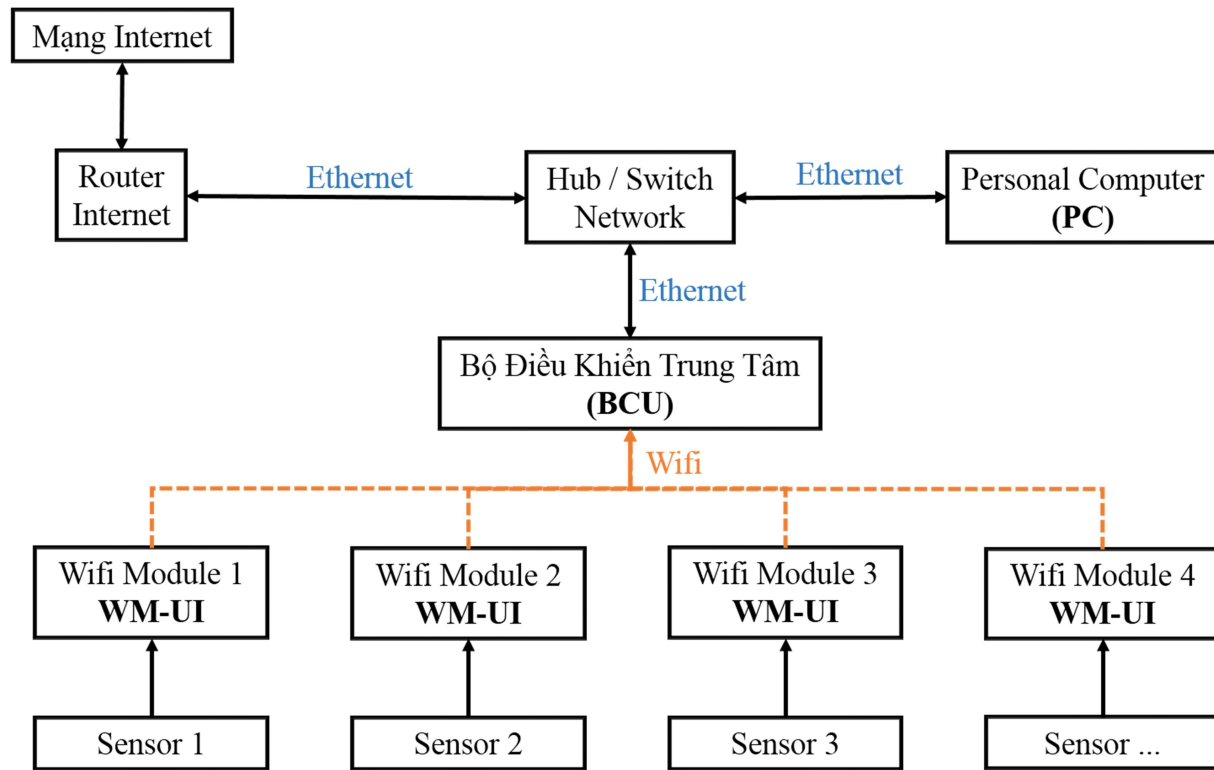 Mạng Internet
Router
Internet
Ethernet
Hub / Switch
Network
Ethernet
Personal Computer
(PC)
Ethernet
Bộ Điều Khiển Trung Tâm
(BCU)
Wifi
Wifi Module 1
WM-UI
Wifi Module 2
WM-UI
Wifi Module 3
WM-UI
Wifi Module 4
WM-UI
Sensor 1
Sensor 2
Sensor 3
Sensor ...